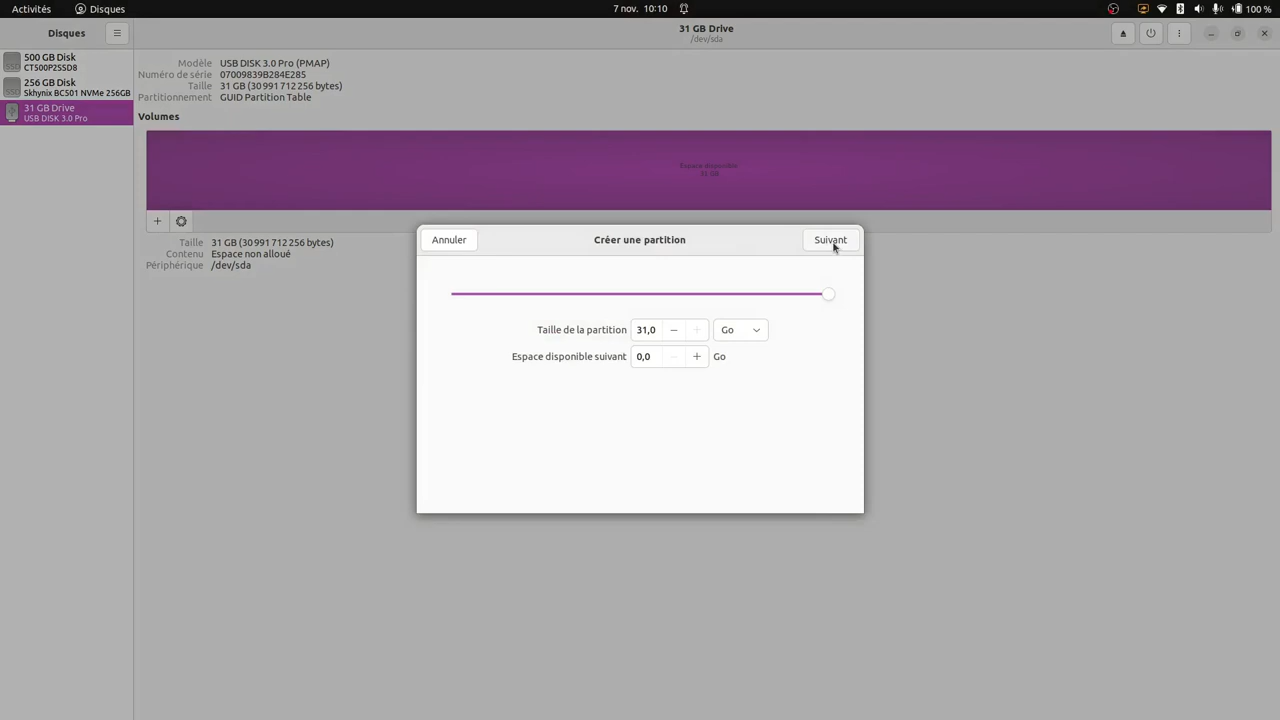 Activités
Disques
7 nov. 10:10
100 %
Disques
31 GB Drive
/dev/sda
500 GB Disk
CT500P2SSD8
256 GB Disk
Skhynix BC501 NVMe 256GB
31 GB Drive
USB DISK 3.0 Pro
Modèle USB DISK 3.0 Pro (PMAP)
Numéro de série 07009839B284E285
Taille 31 GB (30 991 712 256 bytes)
Partitionnement GUID Partition Table
Volumes
Espace disponible
31 GB
Taille 31 GB (30 991 712 256 bytes)
Contenu Espace non alloué
Périphérique /dev/sda
Annuler
Créer une partition
Suivant
Taille de la partition 31,0 − + Go
Espace disponible suivant 0,0 − + Go